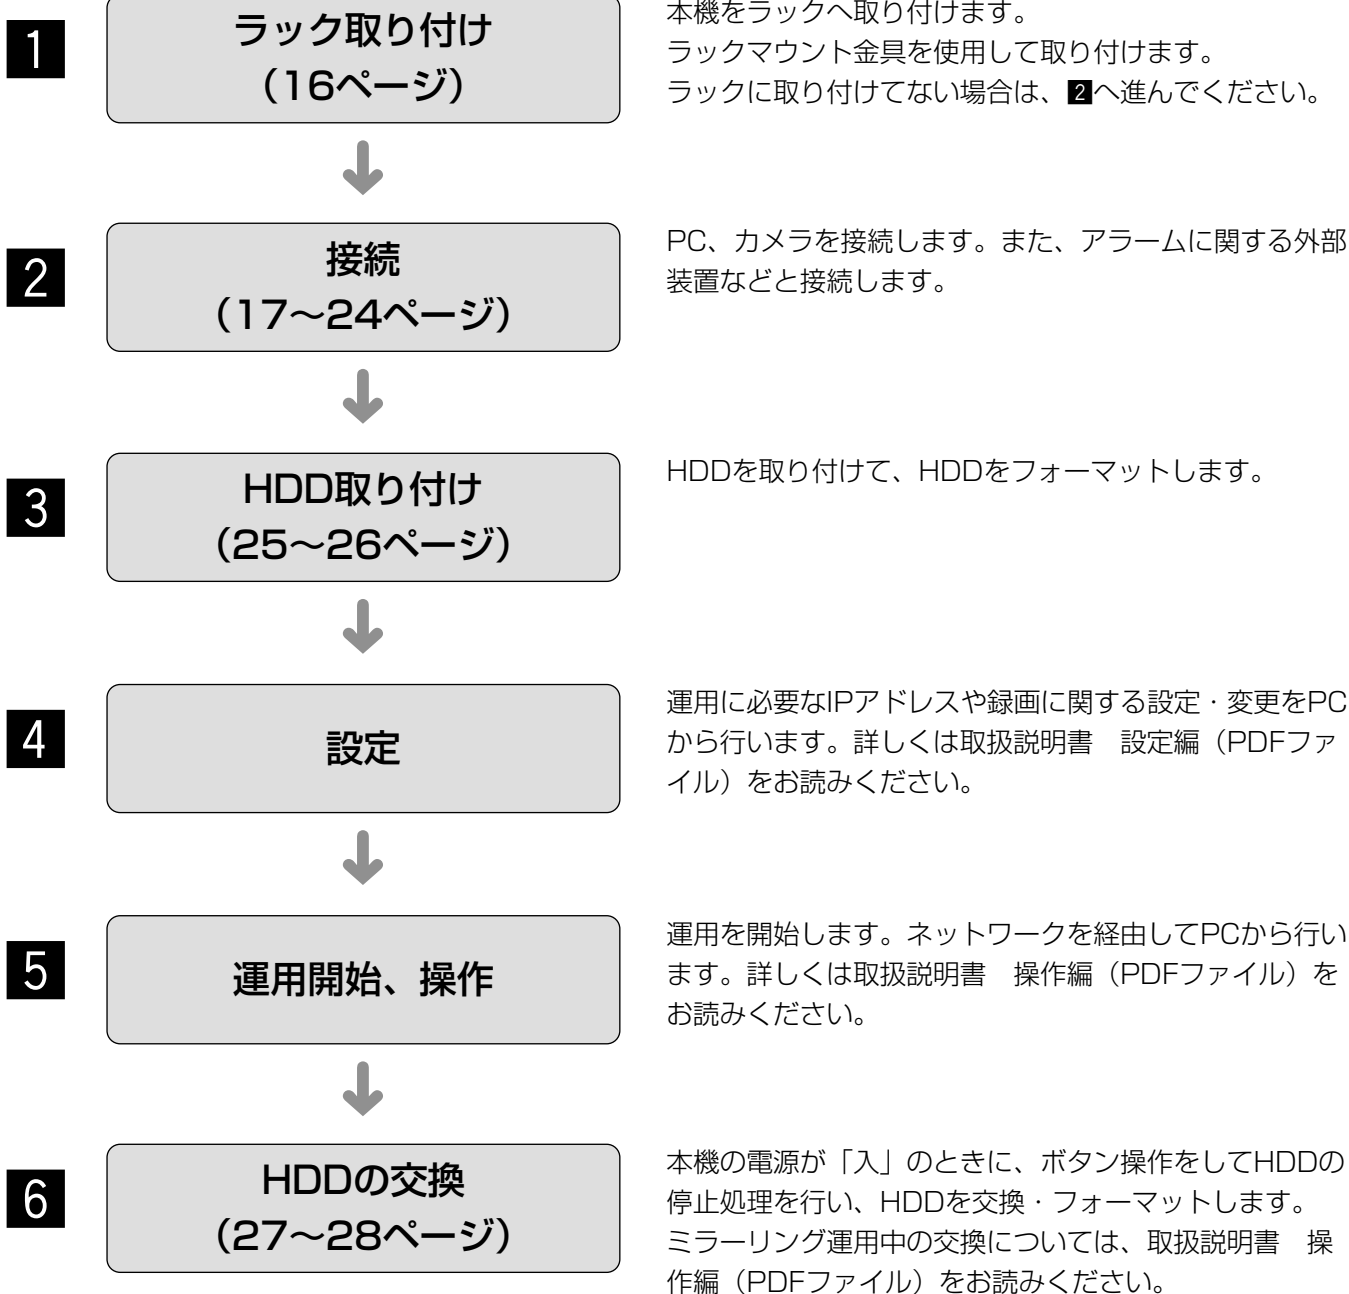 1
ラック取り付け
（16ページ）
本機をラックへ取り付けます。
ラックマウント金具を使用して取り付けます。
ラックに取り付けてない場合は、2へ進んでください。
2
接続
（17〜24ページ）
PC、カメラを接続します。また、アラームに関する外部
装置などと接続します。
3
HDD取り付け
（25〜26ページ）
HDDを取り付けて、HDDをフォーマットします。
4
設定
運用に必要なIPアドレスや録画に関する設定・変更をPC
から行います。詳しくは取扱説明書　設定編（PDFファ
イル）をお読みください。
5
運用開始、操作
運用を開始します。ネットワークを経由してPCから行い
ます。詳しくは取扱説明書　操作編（PDFファイル）を
お読みください。
6
HDDの交換
（27〜28ページ）
本機の電源が「入」のときに、ボタン操作をしてHDDの
停止処理を行い、HDDを交換・フォーマットします。
ミラーリング運用中の交換については、取扱説明書　操
作編（PDFファイル）をお読みください。